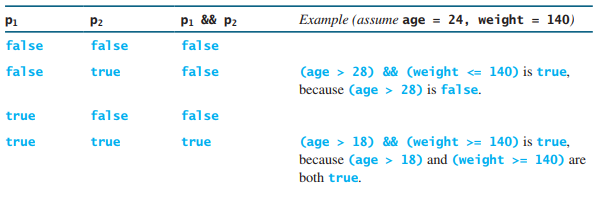 p1 p2 p1 && p2 Example (assume age = 24, weight = 140)
false false false
false true false (age > 28) && (weight <= 140) is true,
because (age > 28) is false.
true false false
true true true (age > 18) && (weight >= 140) is true,
because (age > 18) and (weight >= 140) are
both true.